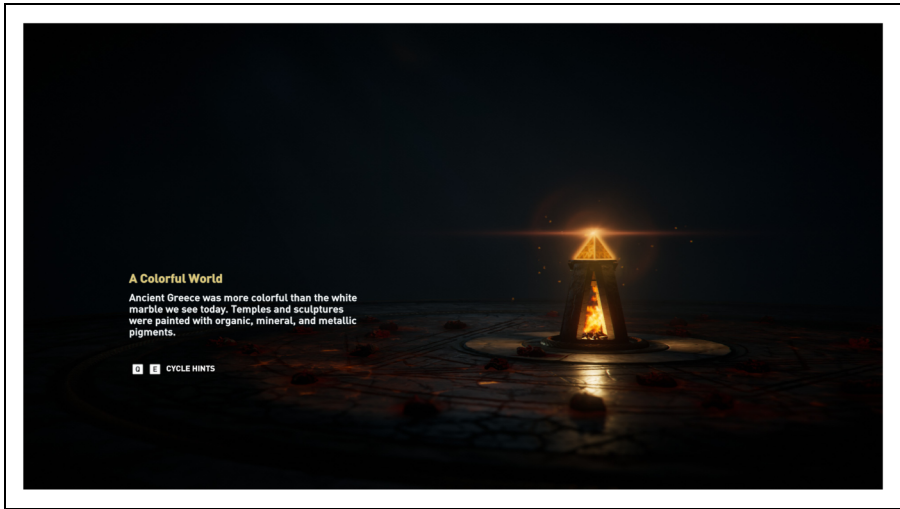 A Colorful World
Ancient Greece was more colorful than the white
marble we see today. Temples and sculptures
were painted with organic, mineral, and metallic
pigments.
Q E CYCLE HINTS